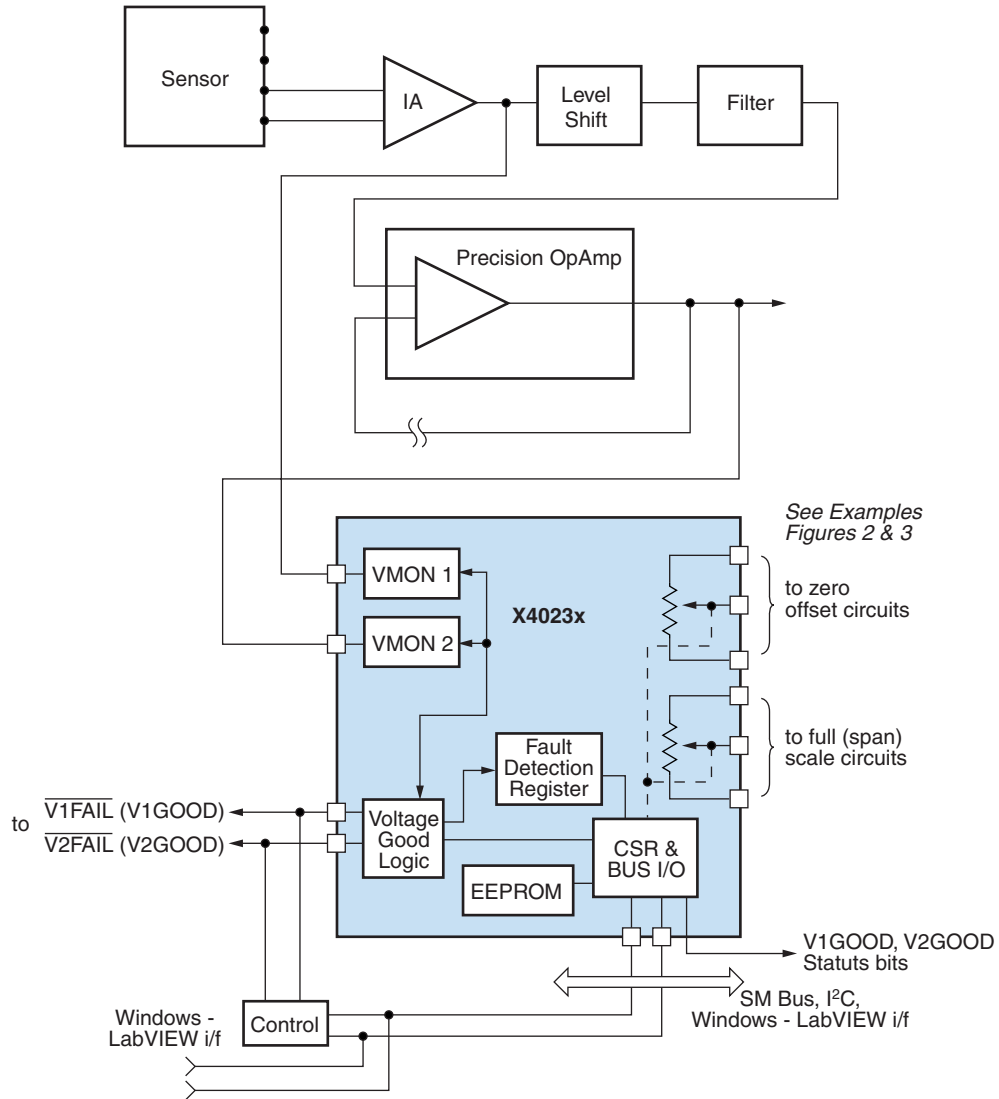 Sensor
IA
Level
Shift
Filter
Precision OpAmp
See Examples
Figures 2 & 3
VMON 1
VMON 2
X4023x
to zero
offset circuits
to full (span)
scale circuits
Fault
Detection
Register
to
V1FAIL (V1GOOD)
V2FAIL (V2GOOD)
Voltage
Good
Logic
CSR &
BUS I/O
EEPROM
V1GOOD, V2GOOD
Statuts bits
SM Bus, I²C,
Windows - LabVIEW i/f
Windows -
LabVIEW i/f
Control